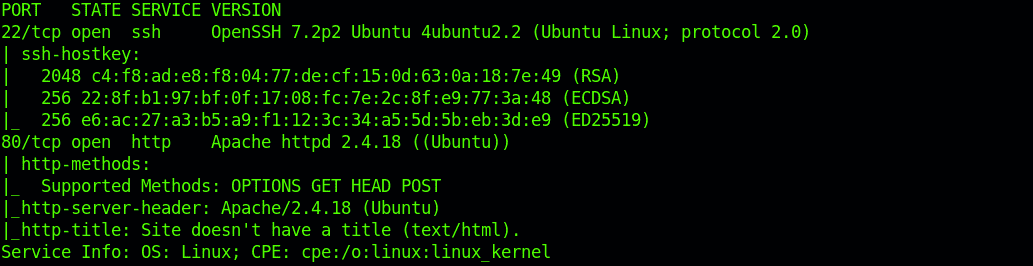 PORT   STATE SERVICE VERSION
22/tcp open  ssh     OpenSSH 7.2p2 Ubuntu 4ubuntu2.2 (Ubuntu Linux; protocol 2.0)
| ssh-hostkey:
|   2048 c4:f8:ad:e8:f8:04:77:de:cf:15:0d:63:0a:18:7e:49 (RSA)
|   256 22:8f:b1:97:bf:0f:17:08:fc:7e:2c:8f:e9:77:3a:48 (ECDSA)
|_  256 e6:ac:27:a3:b5:a9:f1:12:3c:34:a5:5d:5b:eb:3d:e9 (ED25519)
80/tcp open  http    Apache httpd 2.4.18 ((Ubuntu))
| http-methods:
|_  Supported Methods: OPTIONS GET HEAD POST
|_http-server-header: Apache/2.4.18 (Ubuntu)
|_http-title: Site doesn't have a title (text/html).
Service Info: OS: Linux; CPE: cpe:/o:linux:linux_kernel